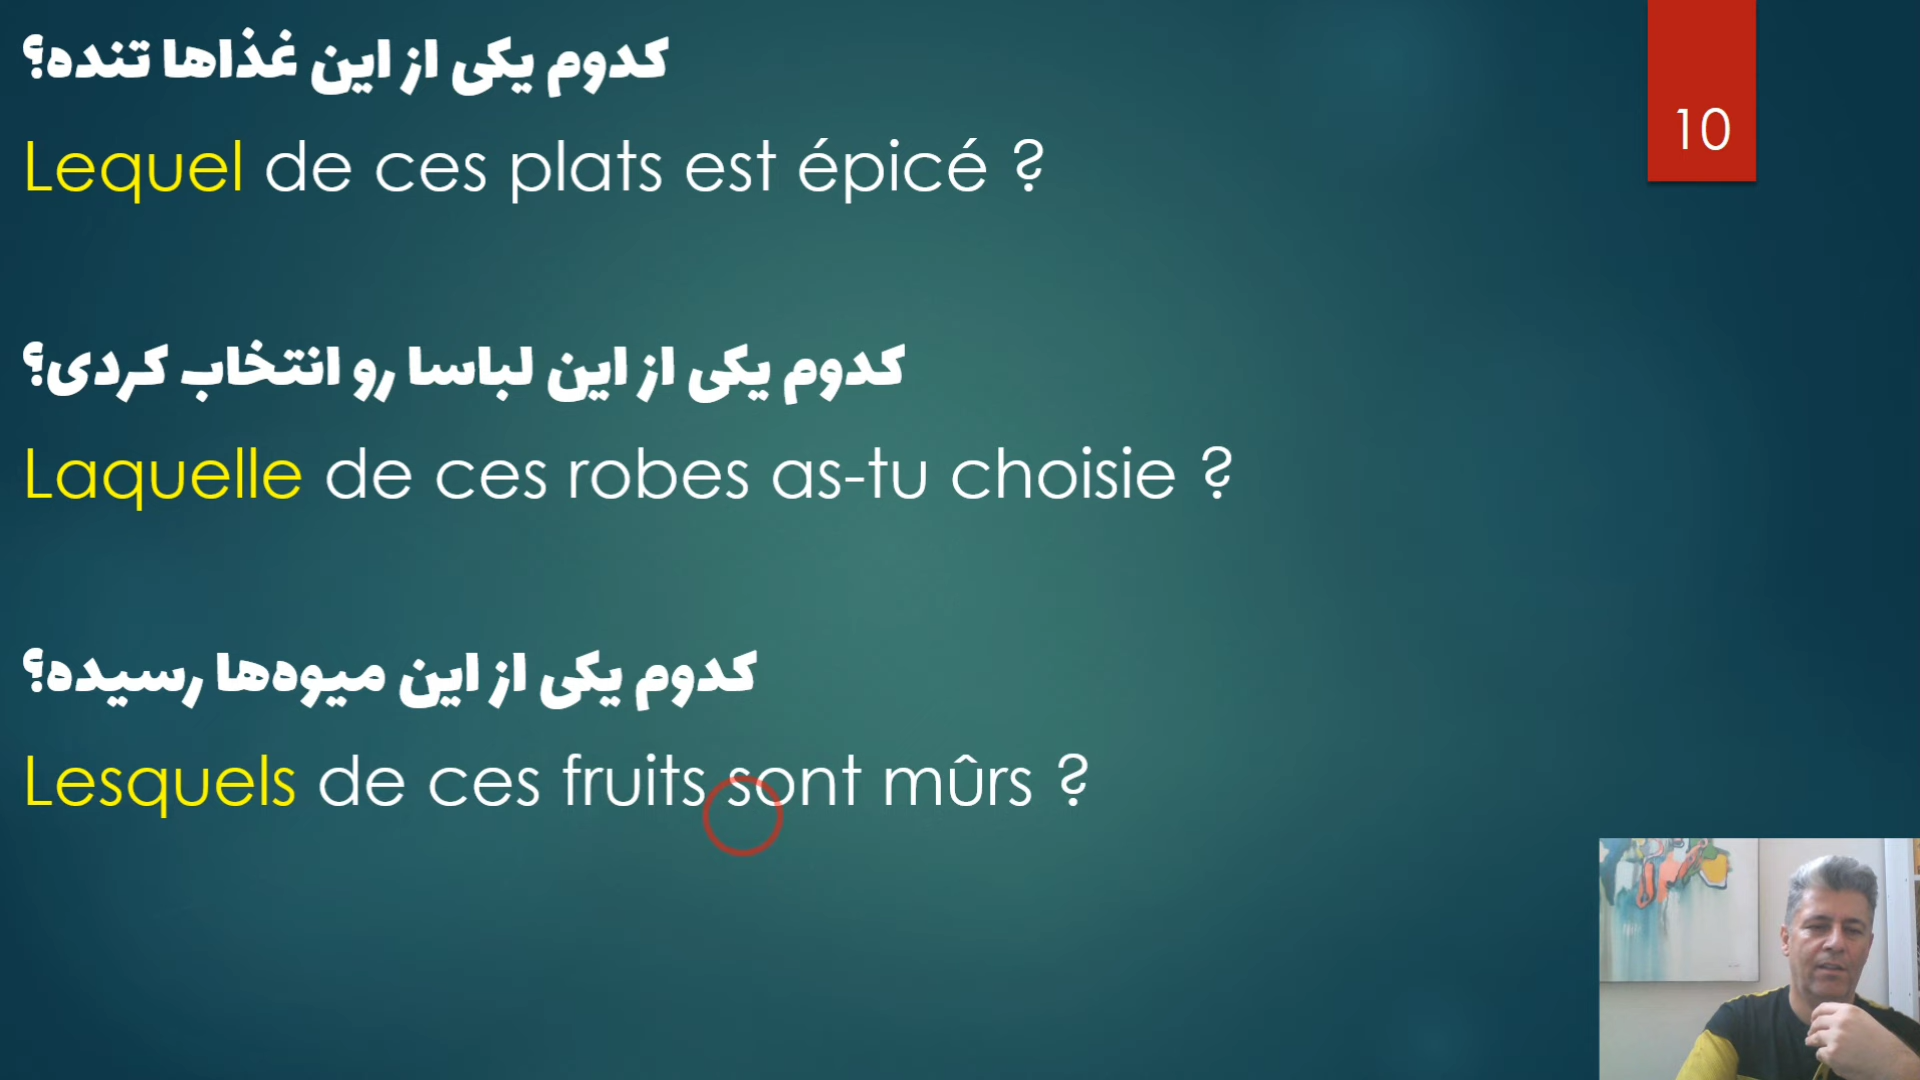 کدوم یکی از این غذاها تنده؟
10
Lequel de ces plats est épicé ?
کدوم یکی از این لباسا رو انتخاب کردی؟
Laquelle de ces robes as-tu choisie ?
کدوم یکی از این میوه‌ها رسیده؟
Lesquels de ces fruits sont mûrs ?